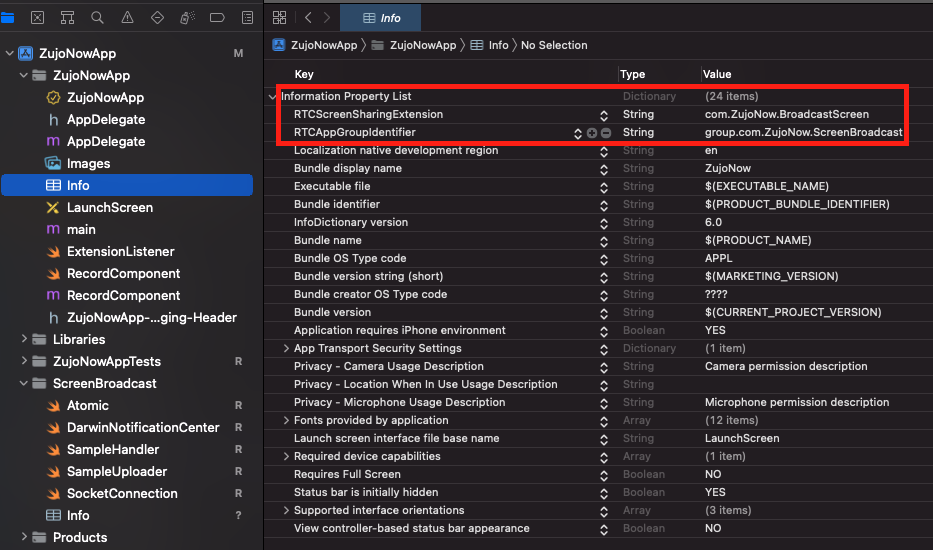 Info
ZujoNowApp ZujoNowApp Info No Selection
ZujoNowApp M
ZujoNowApp
ZujoNowApp
AppDelegate
AppDelegate
Images
Info
LaunchScreen
main
ExtensionListener
RecordComponent
RecordComponent
ZujoNowApp-...ging-Header
Libraries
ZujoNowAppTests R
ScreenBroadcast
Atomic R
DarwinNotificationCenter R
SampleHandler R
SampleUploader R
SocketConnection R
Info ?
Products
Key Type Value
Information Property List Dictionary (24 items)
RTCScreenSharingExtension String com.ZujoNow.BroadcastScreen
RTCAppGroupIdentifier String group.com.ZujoNow.ScreenBroadcast
Localization native development region String en
Bundle display name String ZujoNow
Executable file String $(EXECUTABLE_NAME)
Bundle identifier String $(PRODUCT_BUNDLE_IDENTIFIER)
InfoDictionary version String 6.0
Bundle name String $(PRODUCT_NAME)
Bundle OS Type code String APPL
Bundle version string (short) String $(MARKETING_VERSION)
Bundle creator OS Type code String ????
Bundle version String $(CURRENT_PROJECT_VERSION)
Application requires iPhone environment Boolean YES
App Transport Security Settings Dictionary (1 item)
Privacy - Camera Usage Description String Camera permission description
Privacy - Location When In Use Usage Description String
Privacy - Microphone Usage Description String Microphone permission description
Fonts provided by application Array (12 items)
Launch screen interface file base name String LaunchScreen
Required device capabilities Array (1 item)
Requires Full Screen Boolean NO
Status bar is initially hidden Boolean YES
Supported interface orientations Array (3 items)
View controller-based status bar appearance Boolean NO